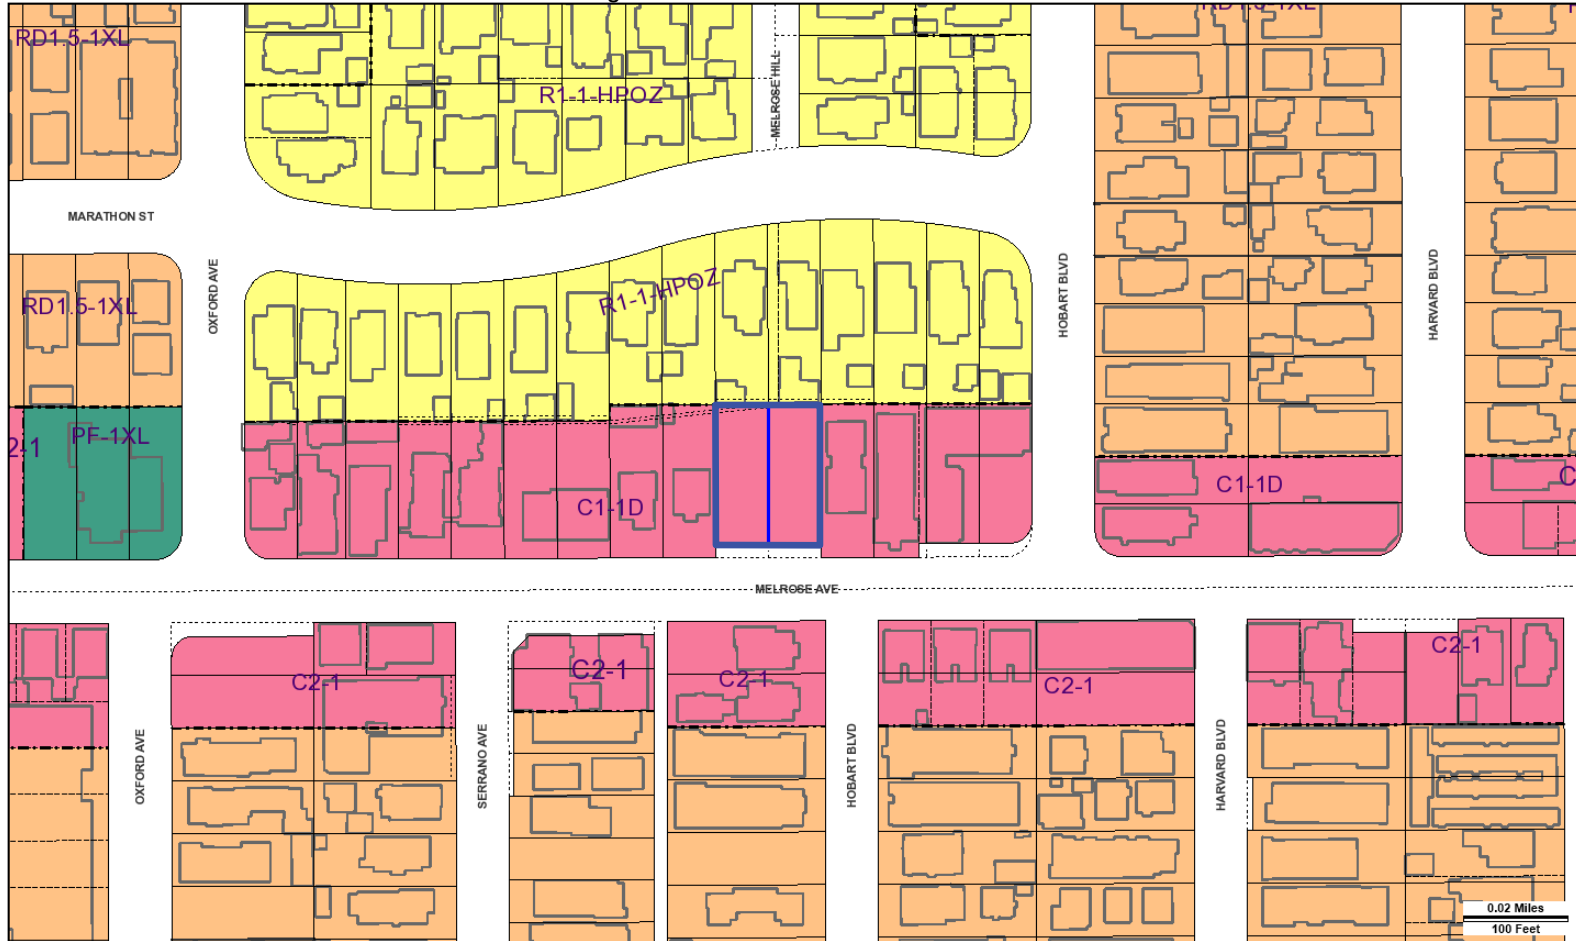 RD1.5-1XL
R1-1-HPOZ
MELROSE HILL
MARATHON ST
OXFORD AVE
RD1.5-1XL
R1-1-HPOZ
HOBART BLVD
HARVARD BLVD
2-1
PF-1XL
C1-1D
C1-1D
C
MELROSE AVE
C2-1
C2-1
C2-1
C2-1
C2-1
OXFORD AVE
SERRANO AVE
HOBART BLVD
HARVARD BLVD
0.02 Miles
100 Feet